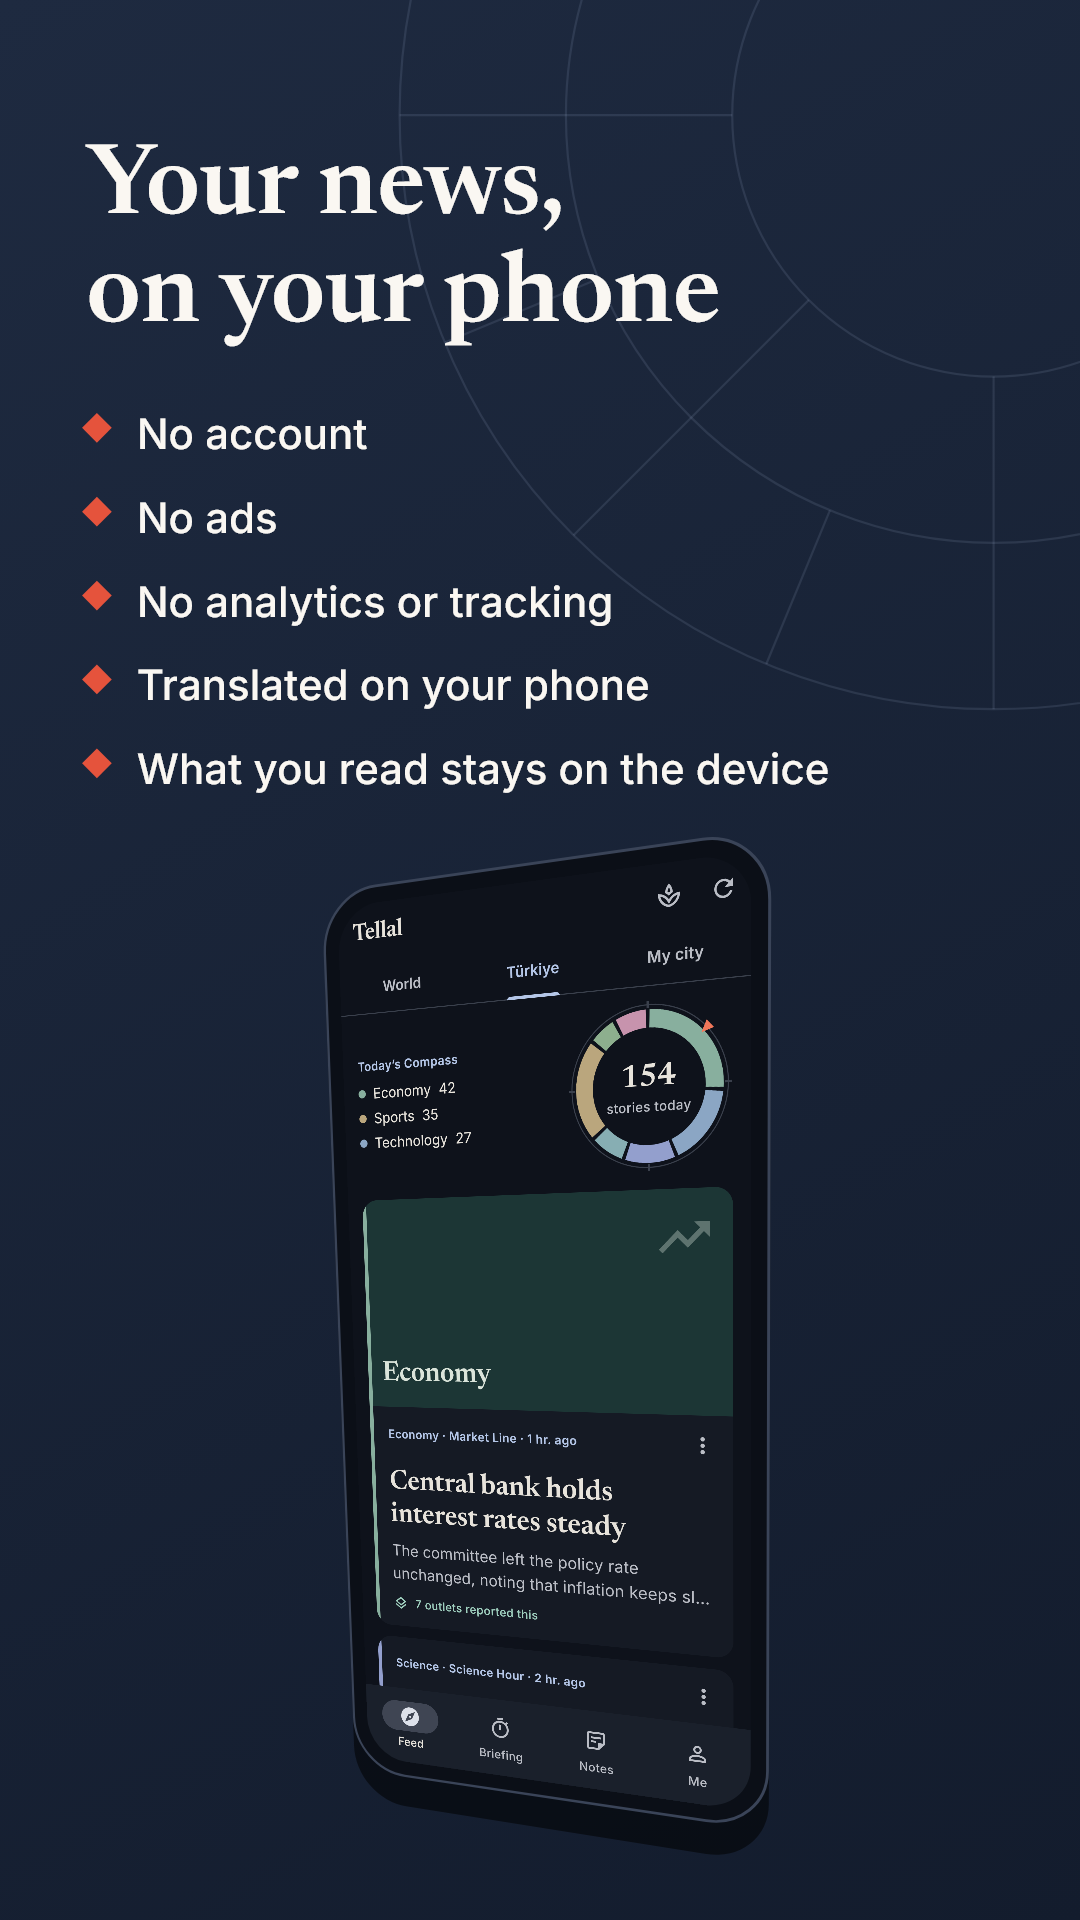 Your news,
on your phone
No account
No ads
No analytics or tracking
Translated on your phone
What you read stays on the device
Tellal
World
Türkiye
My city
Today's Compass
Economy 42
Sports 35
Technology 27
154
stories today
Economy
Economy · Market Line · 1 hr. ago
Central bank holds
interest rates steady
The committee left the policy rate
unchanged, noting that inflation keeps sl...
7 outlets reported this
Science · Science Hour · 2 hr. ago
Feed
Briefing
Notes
Me